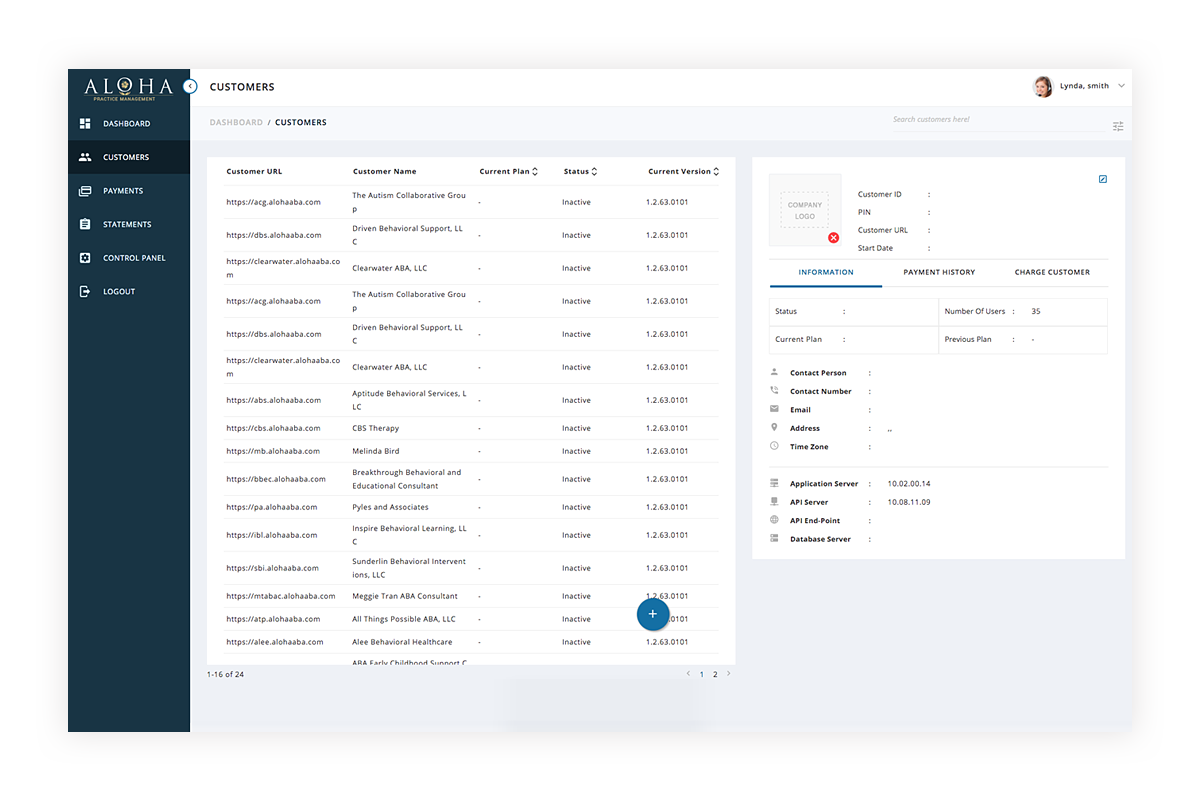 ALOHA
PRACTICE MANAGEMENT
DASHBOARD
CUSTOMERS
PAYMENTS
STATEMENTS
CONTROL PANEL
LOGOUT
CUSTOMERS
Lynda, smith
DASHBOARD / CUSTOMERS
Search customers here!
Customer URL Customer Name Current Plan Status Current Version
https://acg.alohaaba.com The Autism Collaborative Grou
p - Inactive 1.2.63.0101
https://dbs.alohaaba.com Driven Behavioral Support, LL
C - Inactive 1.2.63.0101
https://clearwater.alohaaba.co
m Clearwater ABA, LLC - Inactive 1.2.63.0101
https://acg.alohaaba.com The Autism Collaborative Grou
p - Inactive 1.2.63.0101
https://dbs.alohaaba.com Driven Behavioral Support, LL
C - Inactive 1.2.63.0101
https://clearwater.alohaaba.co
m Clearwater ABA, LLC - Inactive 1.2.63.0101
https://abs.alohaaba.com Aptitude Behavioral Services, L
LC - Inactive 1.2.63.0101
https://cbs.alohaaba.com CBS Therapy - Inactive 1.2.63.0101
https://mb.alohaaba.com Melinda Bird - Inactive 1.2.63.0101
https://bbec.alohaaba.com Breakthrough Behavioral and
Educational Consultant - Inactive 1.2.63.0101
https://pa.alohaaba.com Pyles and Associates - Inactive 1.2.63.0101
https://ibl.alohaaba.com Inspire Behavioral Learning, LL
C - Inactive 1.2.63.0101
https://sbi.alohaaba.com Sunderlin Behavioral Intervent
ions, LLC - Inactive 1.2.63.0101
https://mtabac.alohaaba.com Meggie Tran ABA Consultant - Inactive 1.2.63.0101
https://atp.alohaaba.com All Things Possible ABA, LLC - Inactive 0101
https://alee.alohaaba.com Alee Behavioral Healthcare - Inactive 1.2.63.0101
ABA Early Childhood Support C
+
1-16 of 24
< 1 2 >
COMPANY
LOGO
Customer ID :
PIN :
Customer URL :
Start Date :
INFORMATION PAYMENT HISTORY CHARGE CUSTOMER
Status : Number Of Users : 35
Current Plan : Previous Plan : -
Contact Person :
Contact Number :
Email :
Address : ,,
Time Zone :
Application Server : 10.02.00.14
API Server : 10.08.11.09
API End-Point :
Database Server :